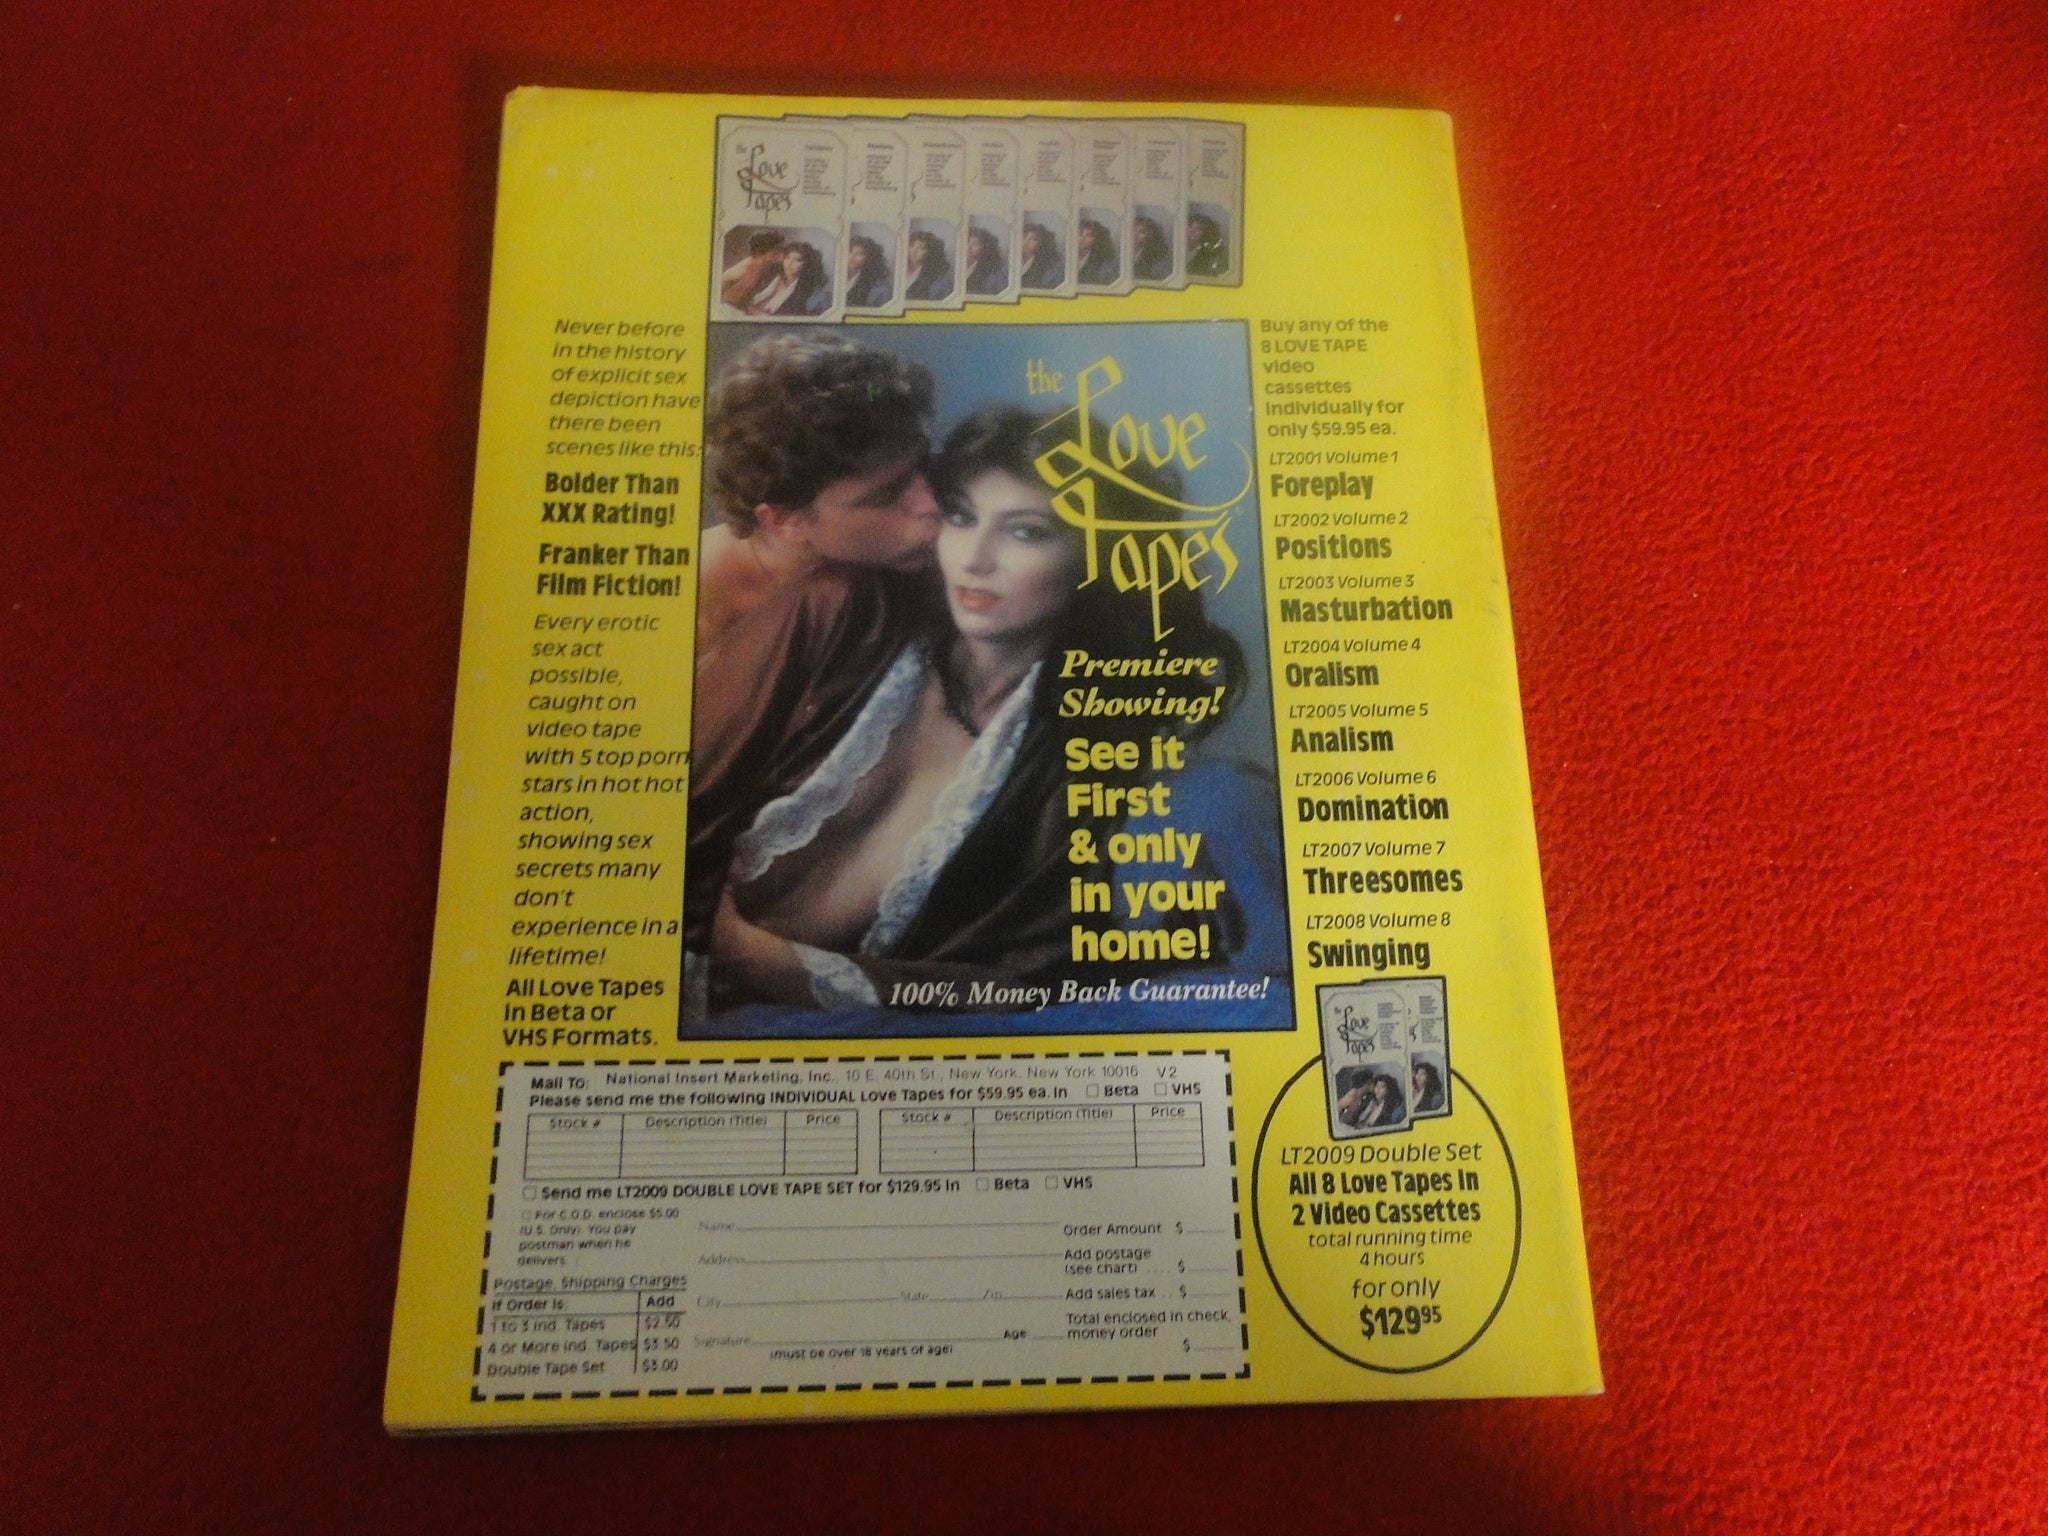 the
Love
Tapes
Never before
in the history
of explicit sex
depiction have
there been
scenes like this:
Bolder Than
XXX Rating!
Franker Than
Film Fiction!
Every erotic
sex act
possible,
caught on
video tape
with 5 top porn
stars in hot hot
action,
showing sex
secrets many
don't
experience in a
lifetime!
All Love Tapes
in Beta or
VHS Formats.
the
Love
Tapes
Premiere
Showing!
See it
First
& only
in your
home!
100% Money Back Guarantee!
Buy any of the
8 LOVE TAPE
video
cassettes
individually for
only $59.95 ea.
LT2001 Volume 1
Foreplay
LT2002 Volume 2
Positions
LT2003 Volume 3
Masturbation
LT2004 Volume 4
Oralism
LT2005 Volume 5
Analism
LT2006 Volume 6
Domination
LT2007 Volume 7
Threesomes
LT2008 Volume 8
Swinging
the
Love
Tapes
LT2009 Double Set
All 8 Love Tapes in
2 Video Cassettes
total running time
4 hours
for only
$129.95
Mail To: National Insert Marketing, Inc., 10 E. 40th St., New York, New York 10016 V2
Please send me the following INDIVIDUAL Love Tapes for $59.95 ea. in Beta VHS
Stock # Description (Title) Price Stock # Description (Title) Price
Send me LT2009 DOUBLE LOVE TAPE SET for $129.95 in Beta VHS
For C.O.D. enclose $5.00
(U.S. Only). You pay
postman when he
delivers.
Postage, Shipping Charges
If Order is: Add
1 to 3 ind. Tapes $2.50
4 or More ind. Tapes $3.50
Double Tape Set $3.00
Name
Address
City State Zip
Signature Age
(must be over 18 years of age)
Order Amount $
Add postage
(see chart) .... $
Add sales tax .. $
Total enclosed in check,
money order
$